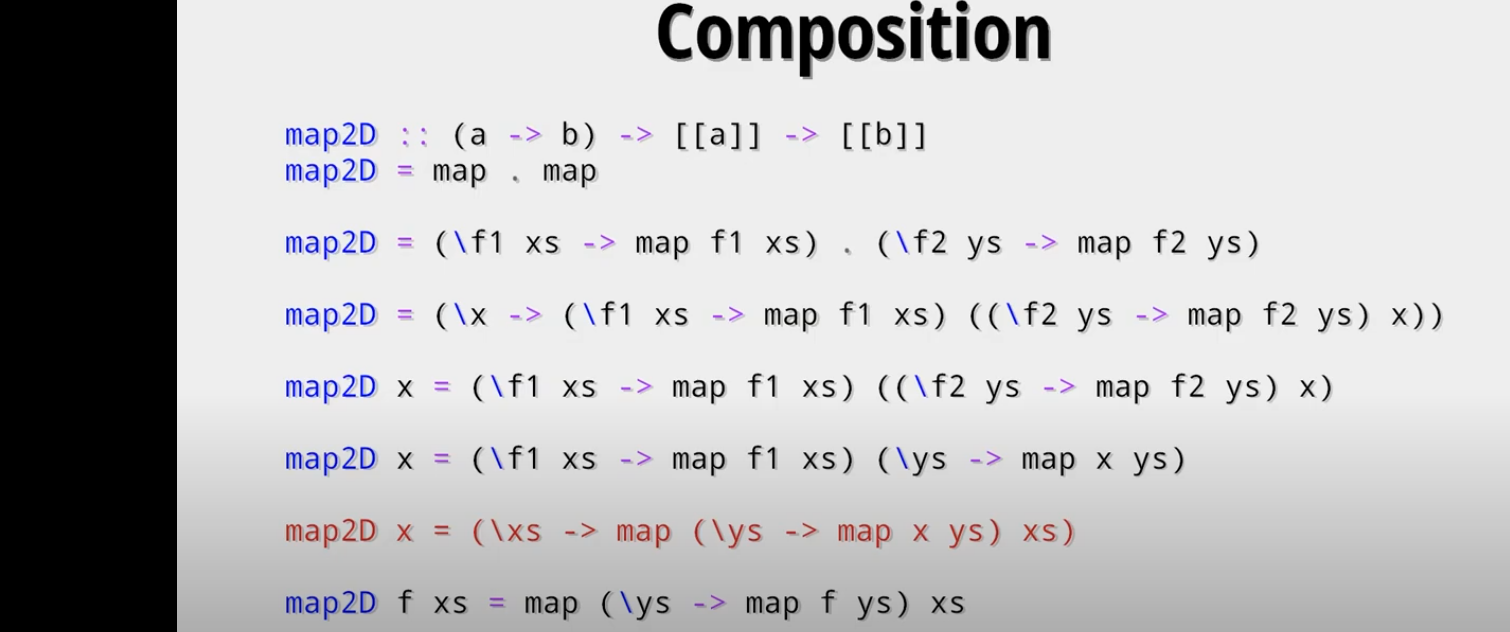 Composition
map2D :: (a -> b) -> [[a]] -> [[b]]
map2D = map . map
map2D = (\f1 xs -> map f1 xs) . (\f2 ys -> map f2 ys)
map2D = (\x -> (\f1 xs -> map f1 xs) ((\f2 ys -> map f2 ys) x))
map2D x = (\f1 xs -> map f1 xs) ((\f2 ys -> map f2 ys) x)
map2D x = (\f1 xs -> map f1 xs) (\ys -> map x ys)
map2D x = (\xs -> map (\ys -> map x ys) xs)
map2D f xs = map (\ys -> map f ys) xs